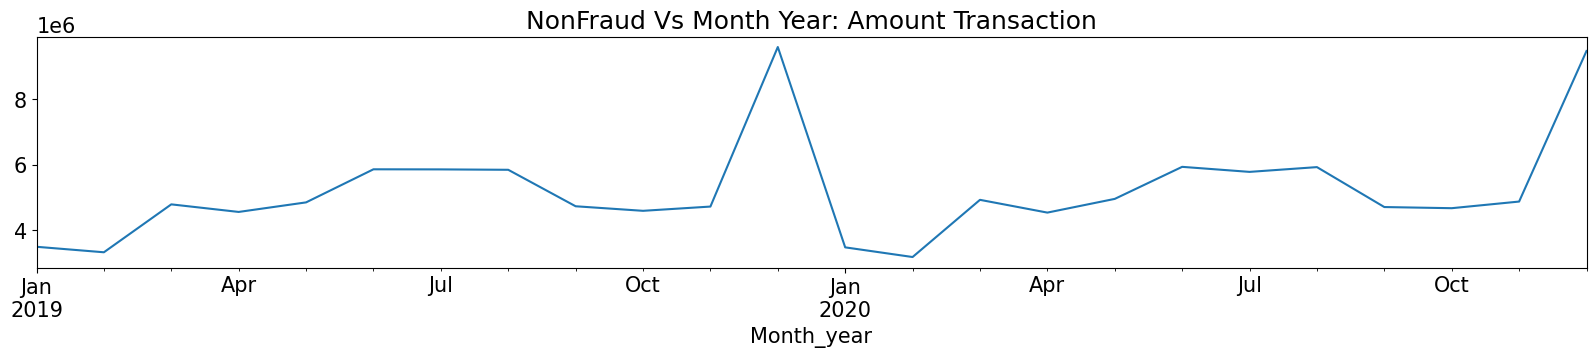 NonFraud Vs Month Year: Amount Transaction
1e6
8
6
4
Jan Apr Jul Oct Jan Apr Jul Oct
2019 2020
Month_year